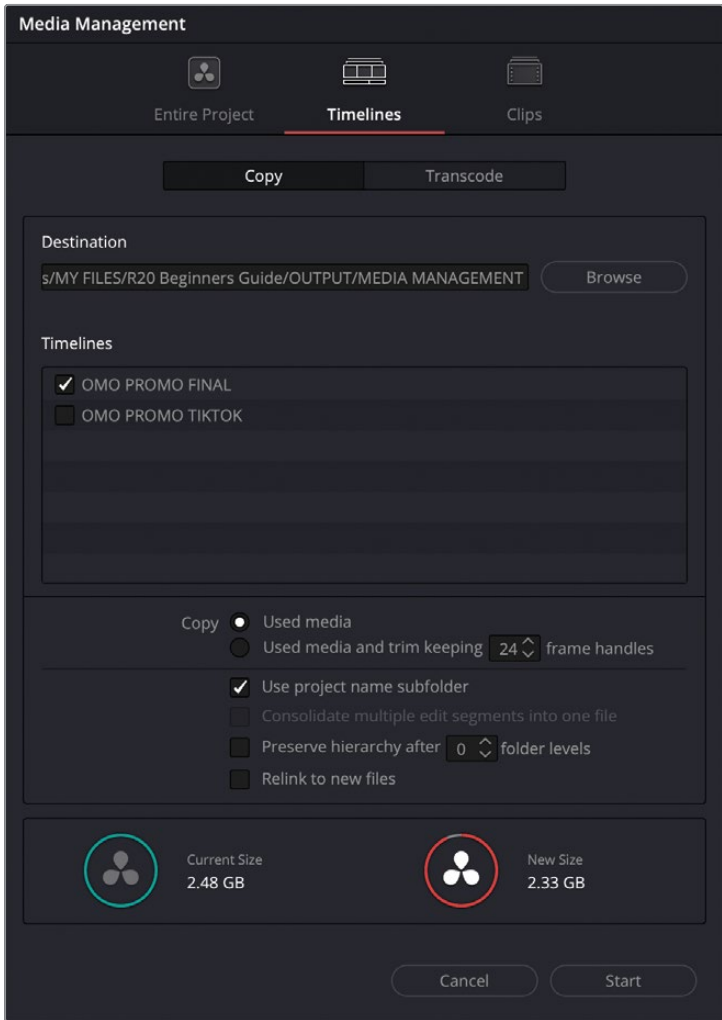 Media Management
Entire Project
Timelines
Clips
Copy
Transcode
Destination
s/MY FILES/R20 Beginners Guide/OUTPUT/MEDIA MANAGEMENT
Browse
Timelines
OMO PROMO FINAL
OMO PROMO TIKTOK
Copy Used media
Used media and trim keeping 24 frame handles
Use project name subfolder
Consolidate multiple edit segments into one file
Preserve hierarchy after 0 folder levels
Relink to new files
Current Size
2.48 GB
New Size
2.33 GB
Cancel
Start